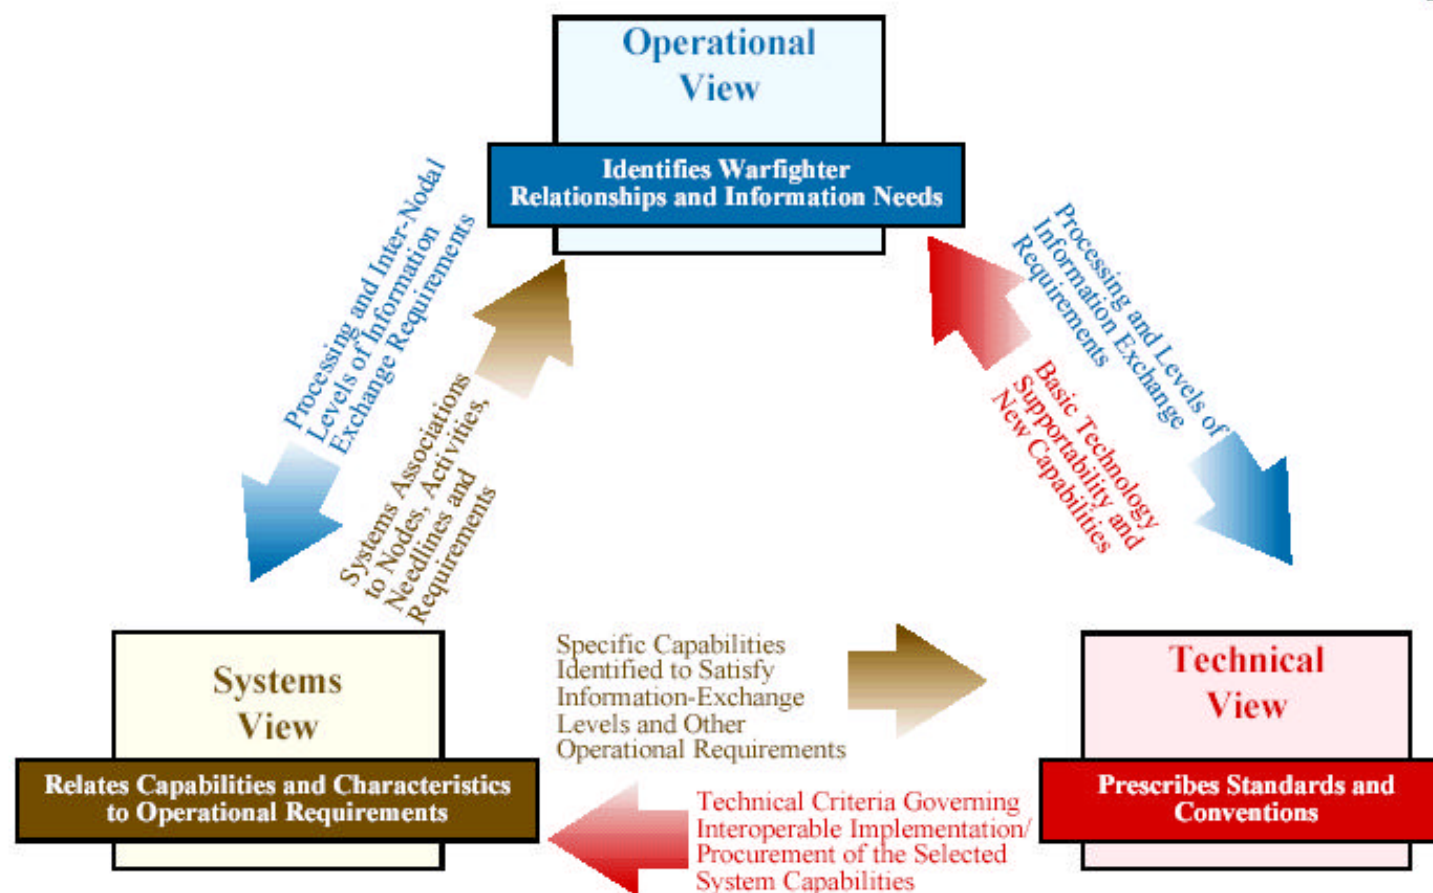 Operational
View
Identifies Warfighter
Relationships and Information Needs
Processing and Inter-Nodal
Levels of Information
Exchange Requirements
Systems Associations
to Nodes, Activities,
Needlines and
Requirements
Processing and Levels of
Information Exchange
Requirements
Basic Technology
Supportability and
New Capabilities
Systems
View
Relates Capabilities and Characteristics
to Operational Requirements
Specific Capabilities
Identified to Satisfy
Information-Exchange
Levels and Other
Operational Requirements
Technical Criteria Governing
Interoperable Implementation/
Procurement of the Selected
System Capabilities
Technical
View
Prescribes Standards and
Conventions